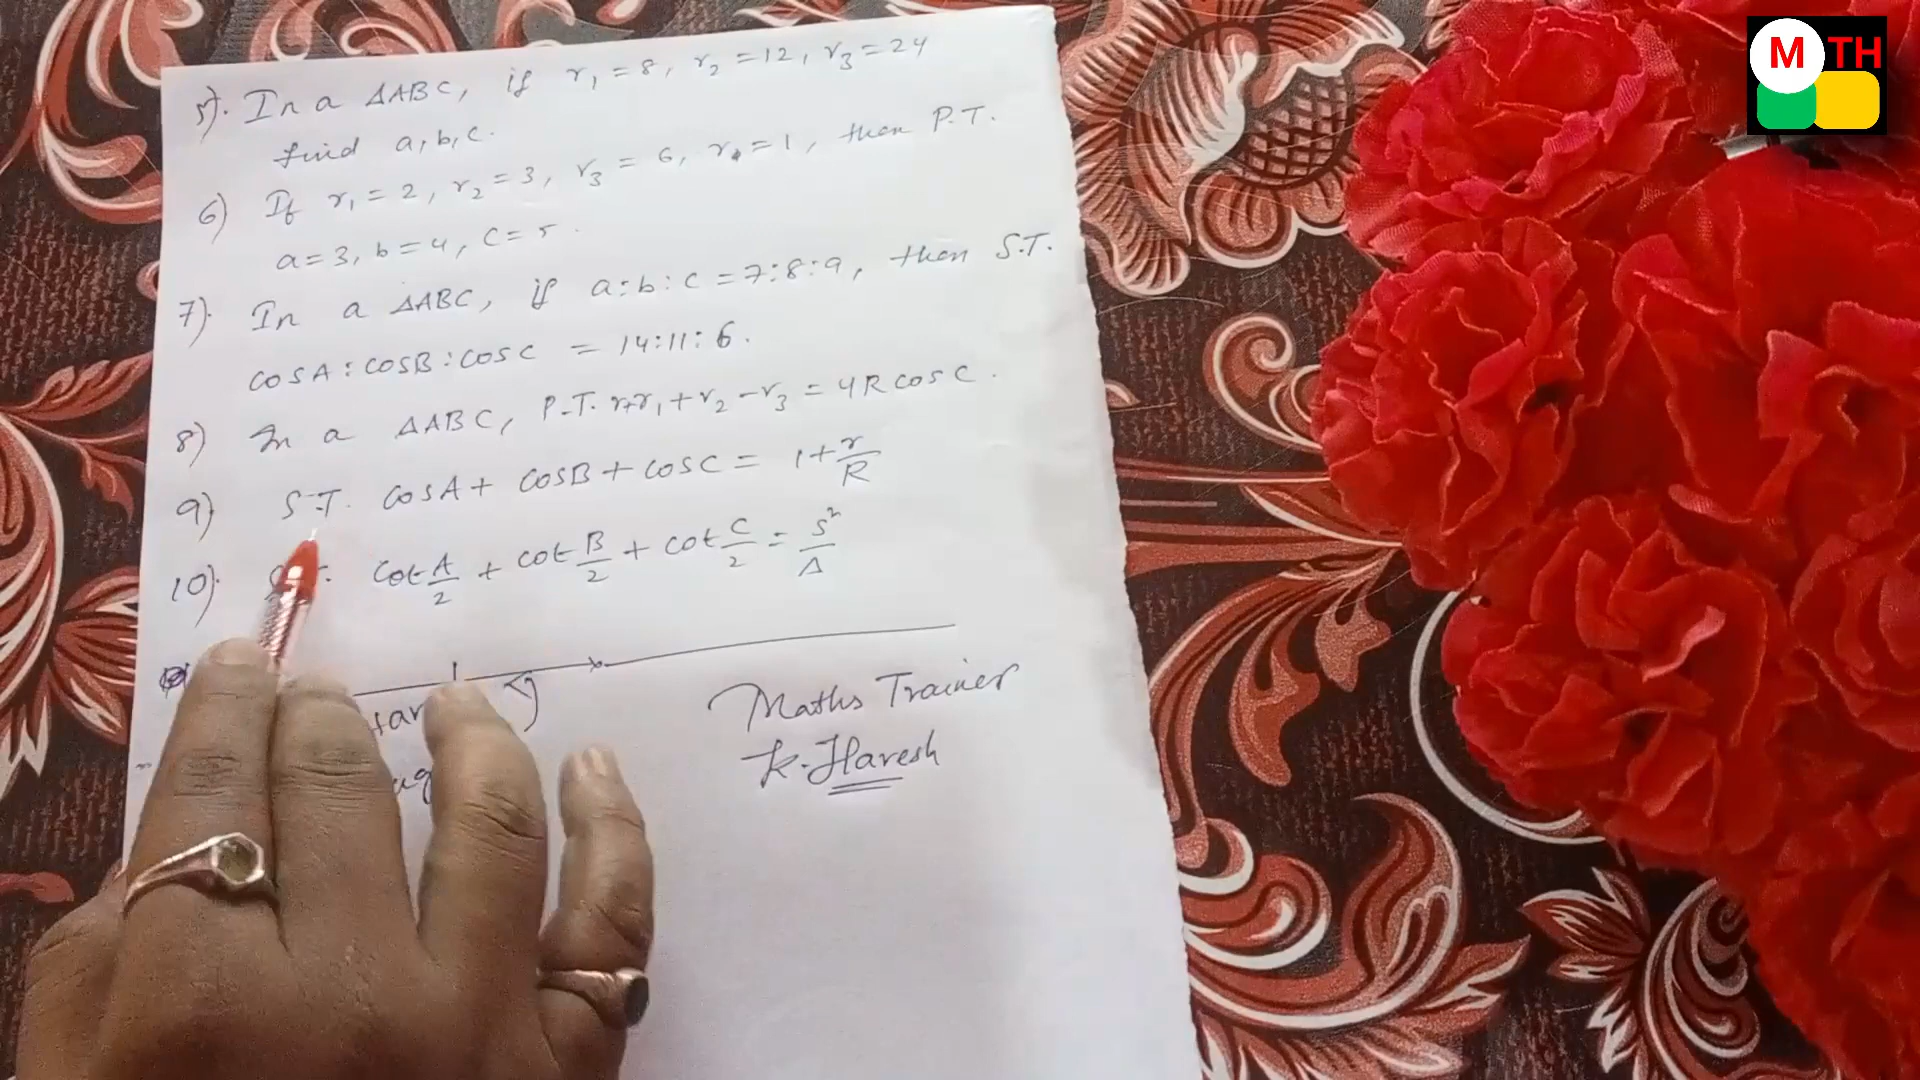 5). In a ΔABC, if r₁ = 8, r₂ = 12, r₃ = 24
find a, b, c.
6) If r₁ = 2, r₂ = 3, r₃ = 6, r = 1, then P.T.
a = 3, b = 4, c = 5.
7). In a ΔABC, if a:b:c = 7:8:9, then S.T.
cosA : cosB : cosC = 14:11:6.
8) In a ΔABC, P.T. r+r₁+r₂-r₃ = 4R cosC.
9) S.T. cosA + cosB + cosC = 1 + r/R
10). cot A/2 + cot B/2 + cot C/2 = s²/Δ
Maths Trainer
K. Haresh
M TH